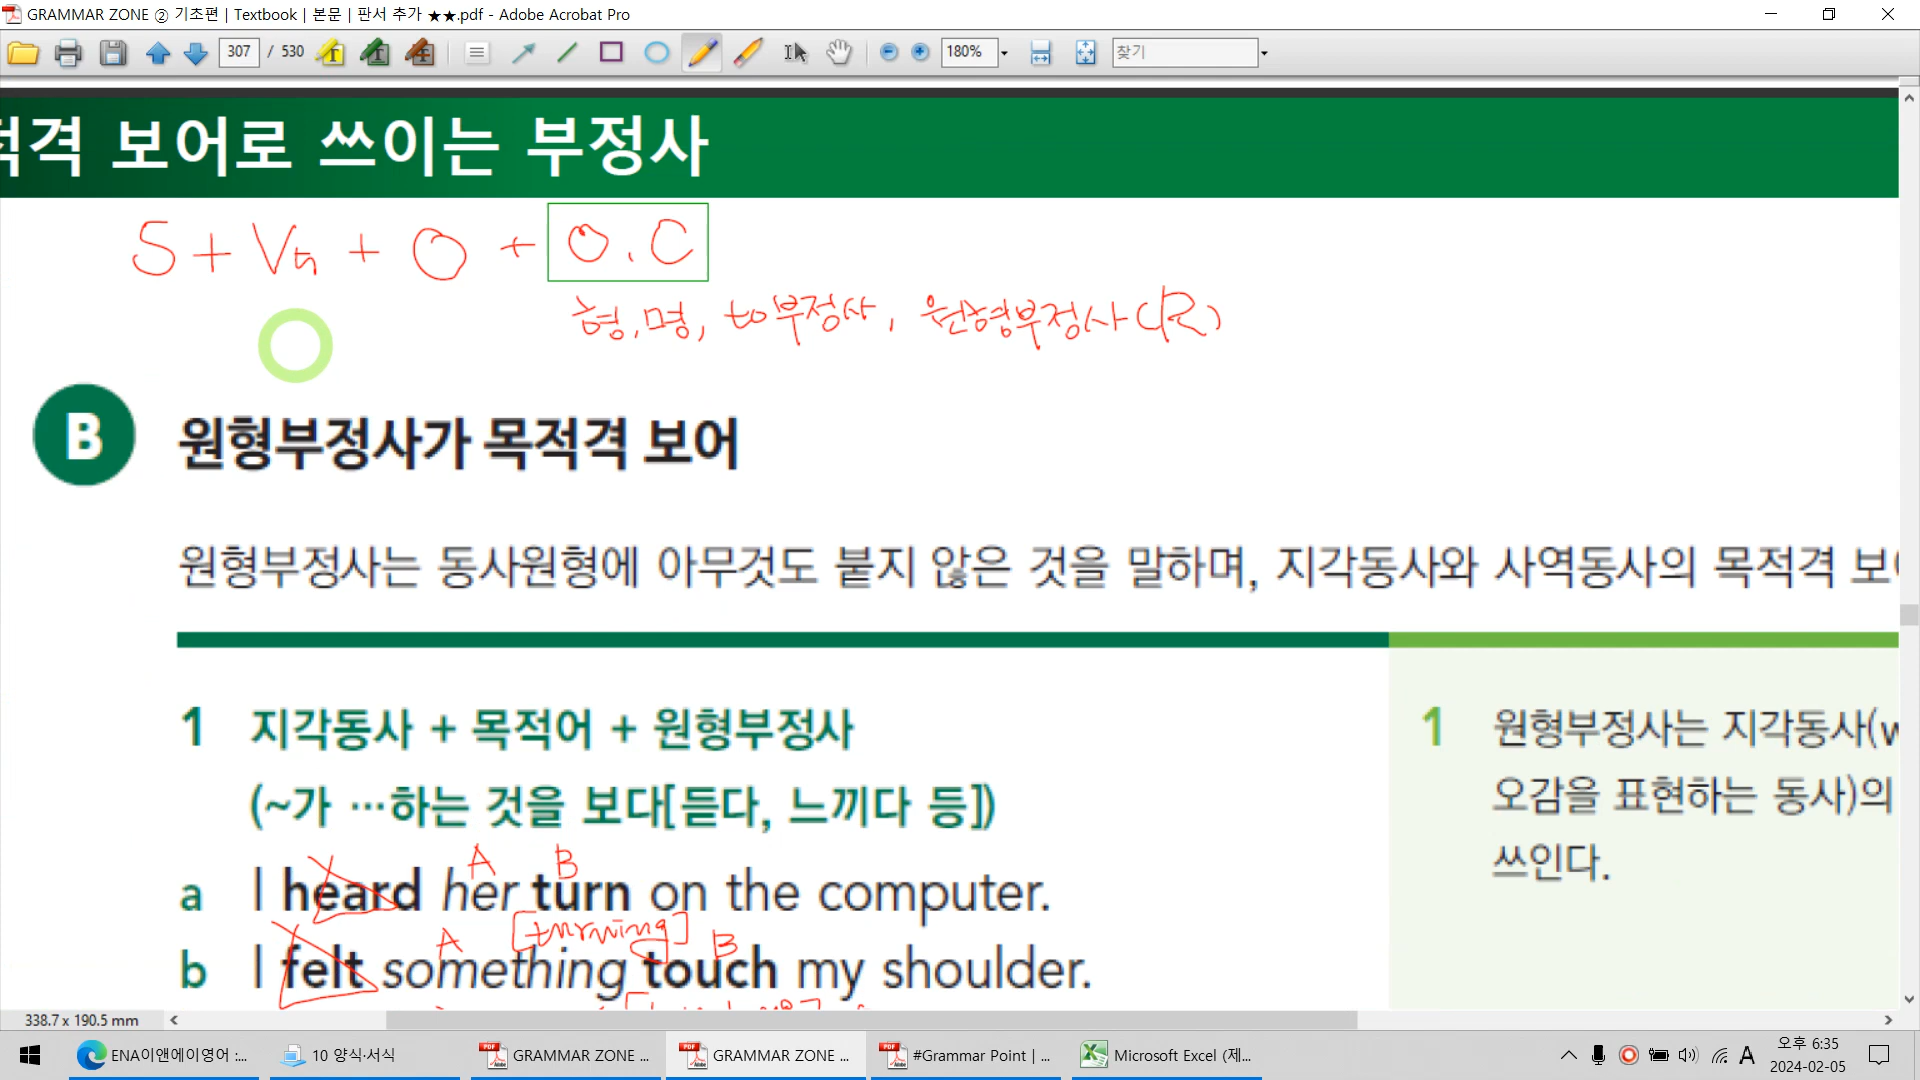 GRAMMAR ZONE ② 기초편 | Textbook | 본문 | 판서 추가 ★★.pdf - Adobe Acrobat Pro
307 / 530 180% 찾기
적격 보어로 쓰이는 부정사
S + V + O + O.C
형, 명, to부정사, 원형부정사(R)
B 원형부정사가 목적격 보어
원형부정사는 동사원형에 아무것도 붙지 않은 것을 말하며, 지각동사와 사역동사의 목적격 보
1 지각동사 + 목적어 + 원형부정사
(~가 …하는 것을 보다[듣다, 느끼다 등])
A B
a I heard her turn on the computer.
[turning]
A B
b I felt something touch my shoulder.
1 원형부정사는 지각동사(w
오감을 표현하는 동사)의
쓰인다.
338.7 x 190.5 mm
ENA이앤에이영어 :... 10 양식·서식 GRAMMAR ZONE ... GRAMMAR ZONE ... #Grammar Point | ... Microsoft Excel (제... A 오후 6:35
2024-02-05